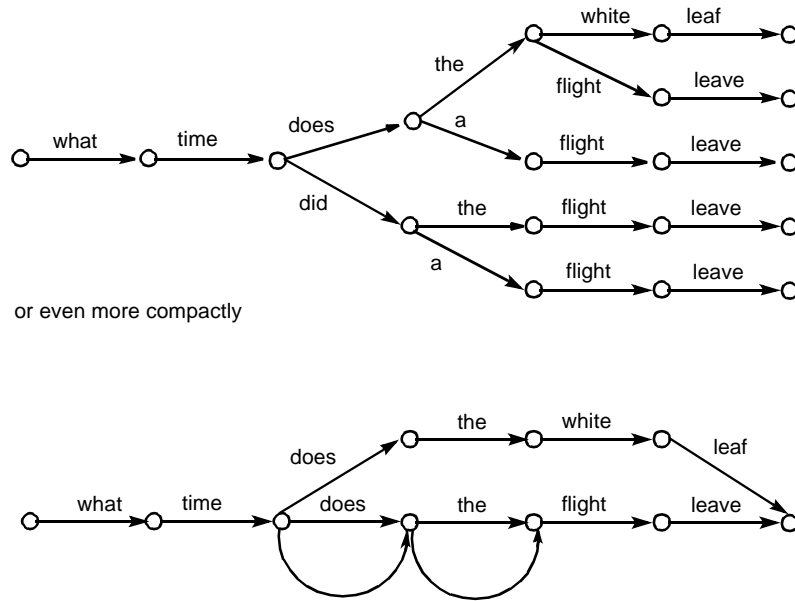 white leaf
the
flight leave
does a
what time flight leave
did the flight leave
a
flight leave
or even more compactly
the white
does leaf
what time does the flight leave